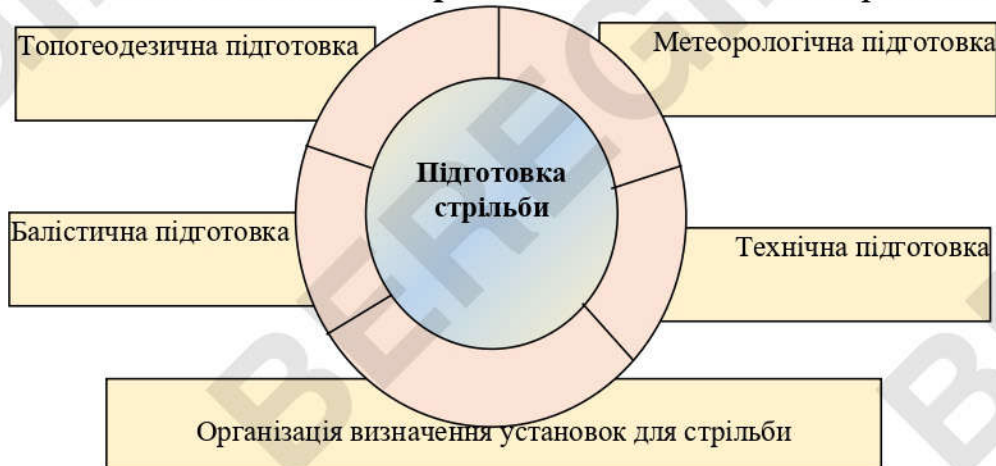 Топогеодезична підготовка
Метеорологічна підготовка
Підготовка
стрільби
Балістична підготовка
Технічна підготовка
Організація визначення установок для стрільби